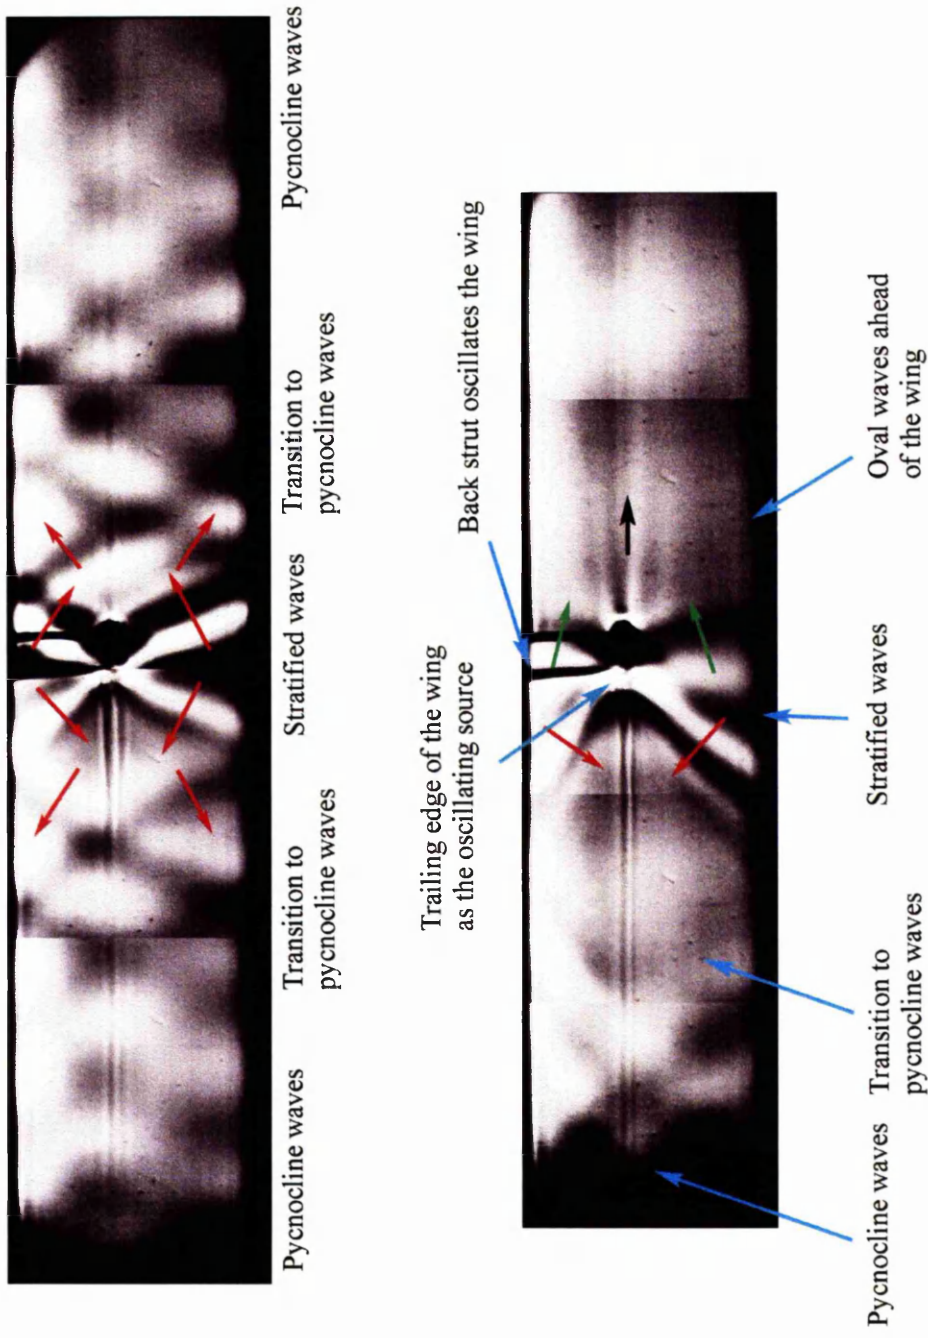 Pycnocline waves
Transition to
pycnocline waves
Stratified waves
Transition to
pycnocline waves
Pycnocline waves
Back strut oscillates the wing
Trailing edge of the wing
as the oscillating source
Pycnocline waves
Transition to
pycnocline waves
Stratified waves
Oval waves ahead
of the wing